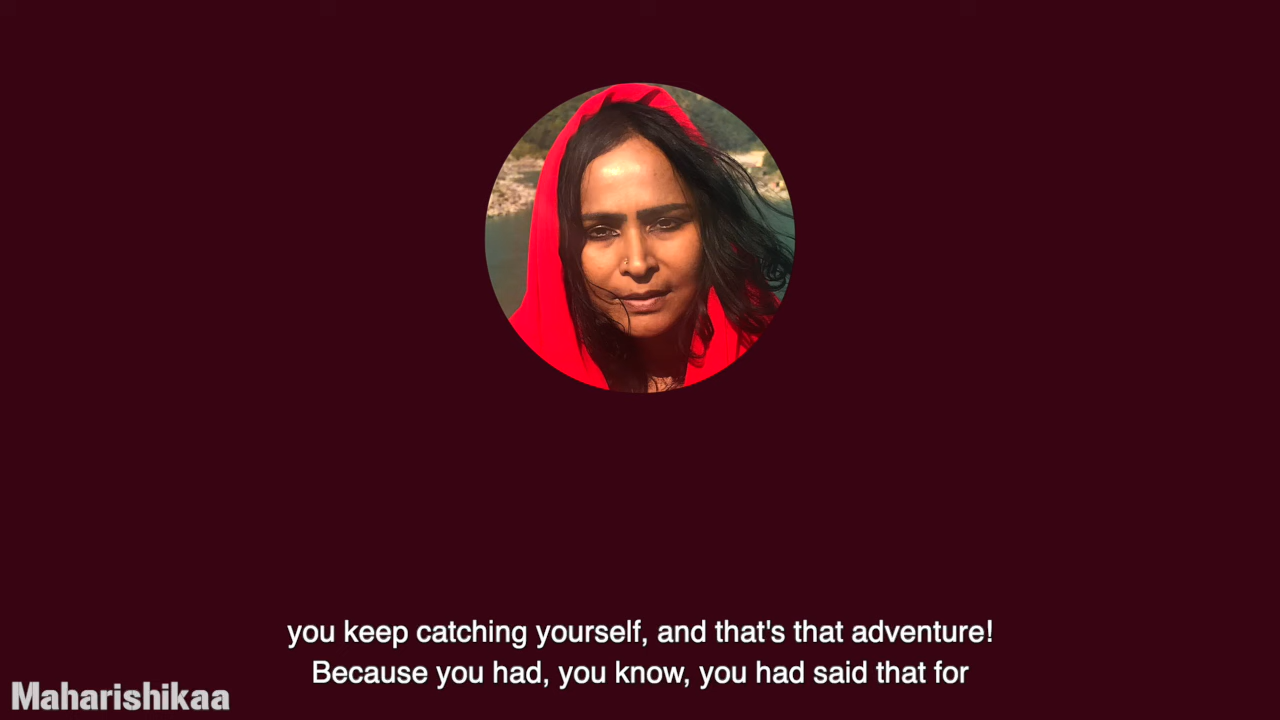 you keep catching yourself, and that's that adventure!
Because you had, you know, you had said that for
Maharishikaa